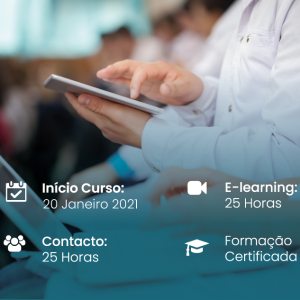 Início Curso:
20 Janeiro 2021
E-learning:
25 Horas
Contacto:
25 Horas
Formação
Certificada